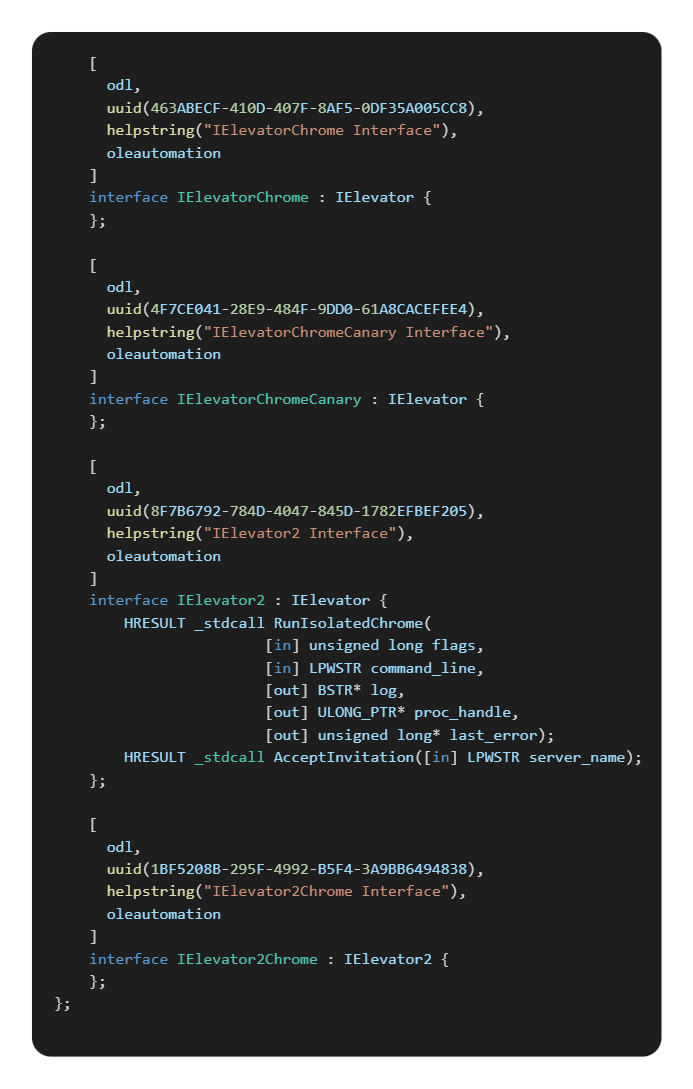 [
odl,
uuid(463ABECF-410D-407F-8AF5-0DF35A005CC8),
helpstring("IElevatorChrome Interface"),
oleautomation
]
interface IElevatorChrome : IElevator {
};
[
odl,
uuid(4F7CE041-28E9-484F-9DD0-61A8CACEFEE4),
helpstring("IElevatorChromeCanary Interface"),
oleautomation
]
interface IElevatorChromeCanary : IElevator {
};
[
odl,
uuid(8F7B6792-784D-4047-845D-1782EFBEF205),
helpstring("IElevator2 Interface"),
oleautomation
]
interface IElevator2 : IElevator {
HRESULT _stdcall RunIsolatedChrome(
[in] unsigned long flags,
[in] LPWSTR command_line,
[out] BSTR* log,
[out] ULONG_PTR* proc_handle,
[out] unsigned long* last_error);
HRESULT _stdcall AcceptInvitation([in] LPWSTR server_name);
};
[
odl,
uuid(1BF5208B-295F-4992-B5F4-3A9BB6494838),
helpstring("IElevator2Chrome Interface"),
oleautomation
]
interface IElevator2Chrome : IElevator2 {
};
};